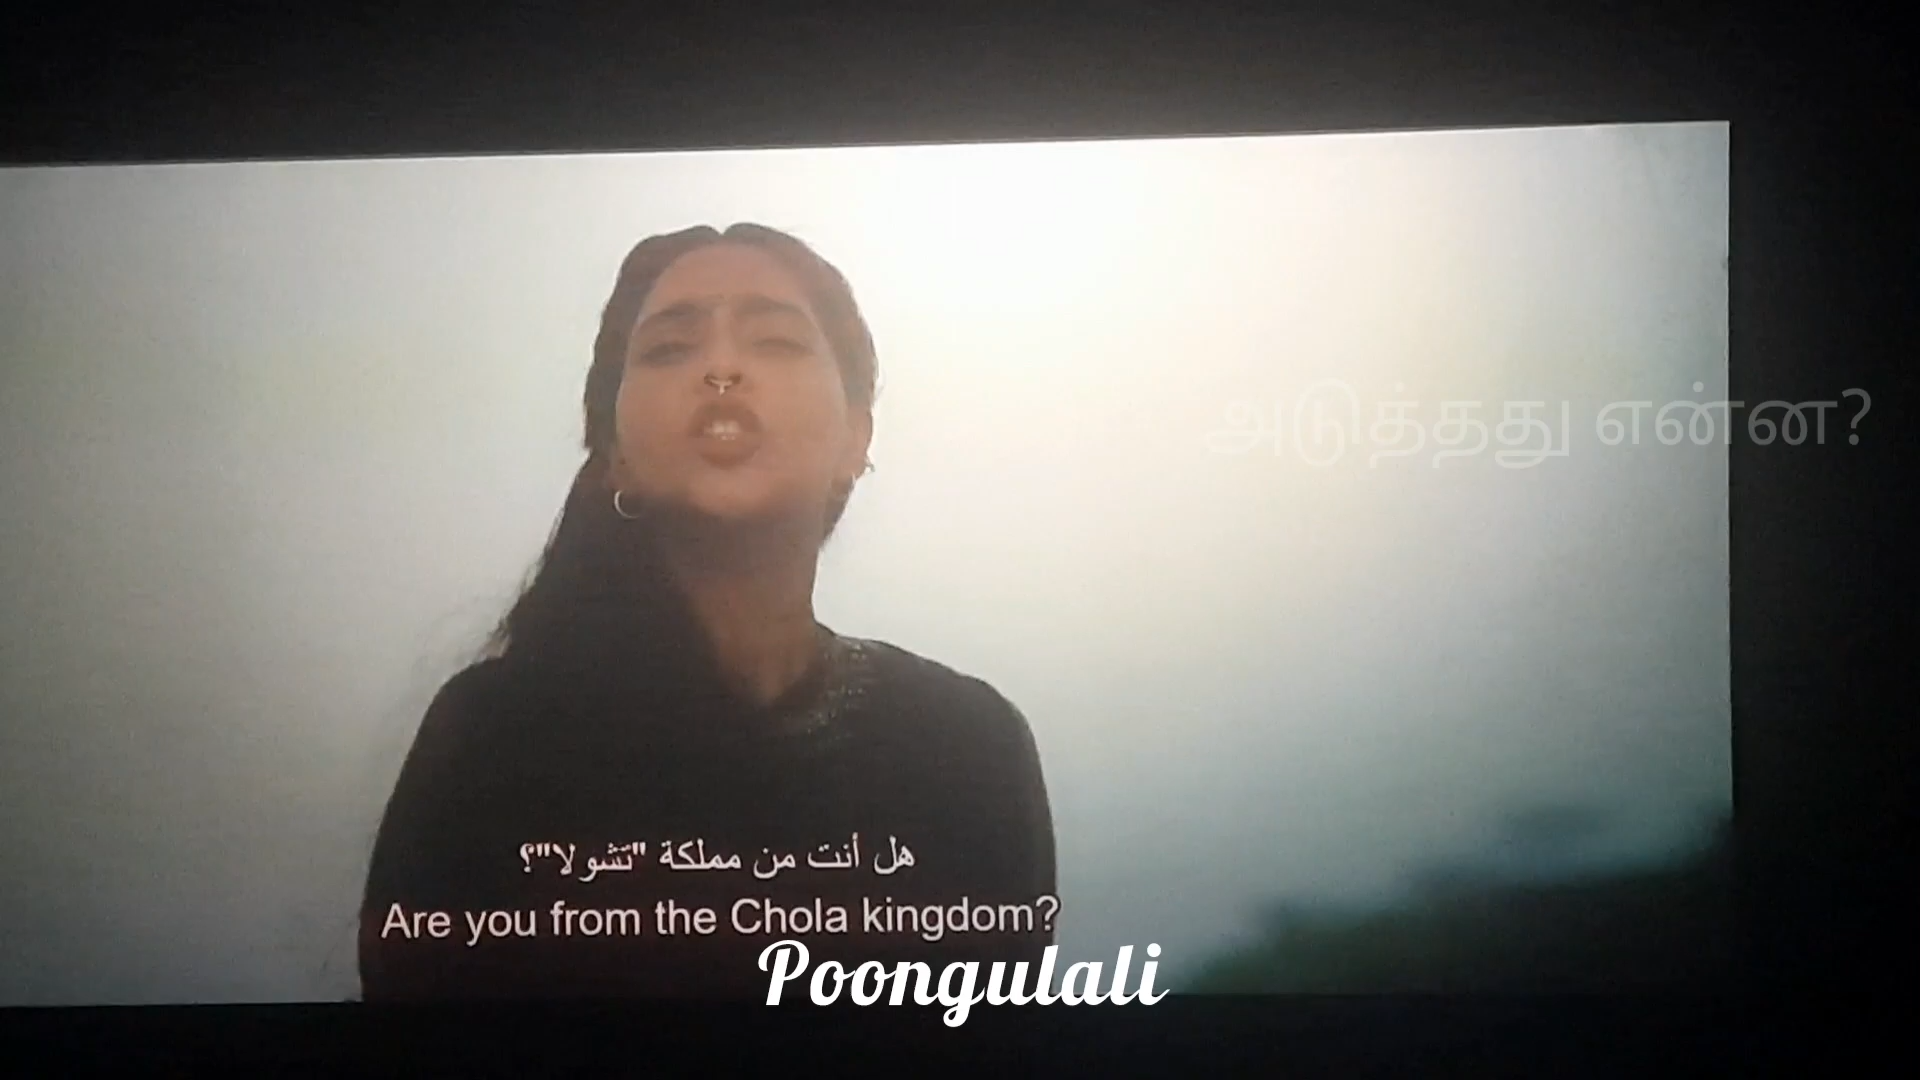 அடுத்தது என்ன?
هل أنت من مملكة "تشولا"؟
Are you from the Chola kingdom?
Poongulali